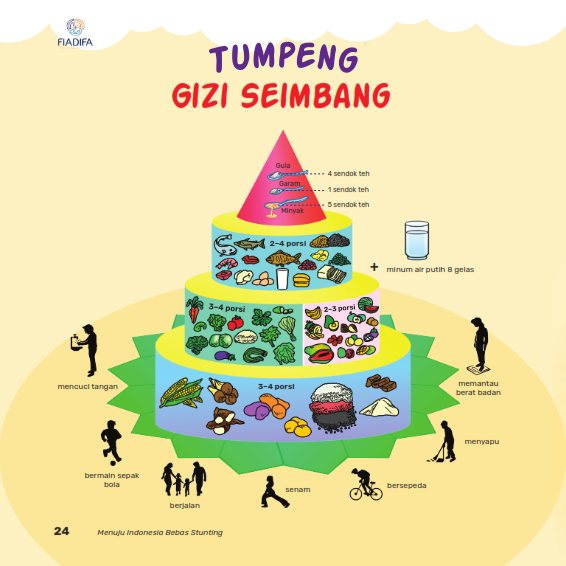 FIADIFA
TUMPENG
GIZI SEIMBANG
Gula
4 sendok teh
Garam
1 sendok teh
5 sendok teh
Minyak
2-4 porsi
+ minum air putih 8 gelas
3-4 porsi
2-3 porsi
3-4 porsi
mencuci tangan
memantau
berat badan
menyapu
bermain sepak
bola
berjalan
senam
bersepeda
24 Menuju Indonesia Bebas Stunting